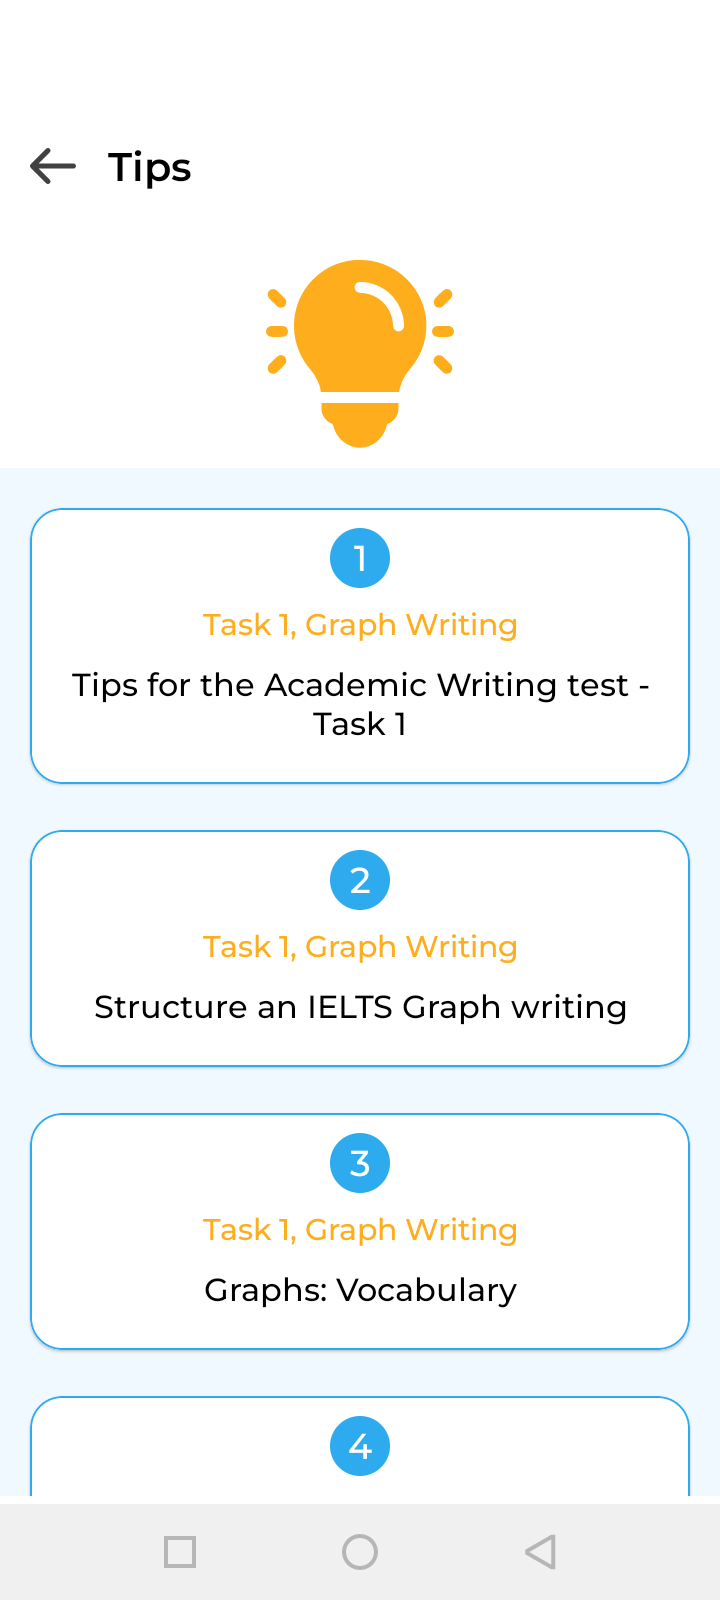 Tips
1
Task 1, Graph Writing
Tips for the Academic Writing test -
Task 1
2
Task 1, Graph Writing
Structure an IELTS Graph writing
3
Task 1, Graph Writing
Graphs: Vocabulary
4